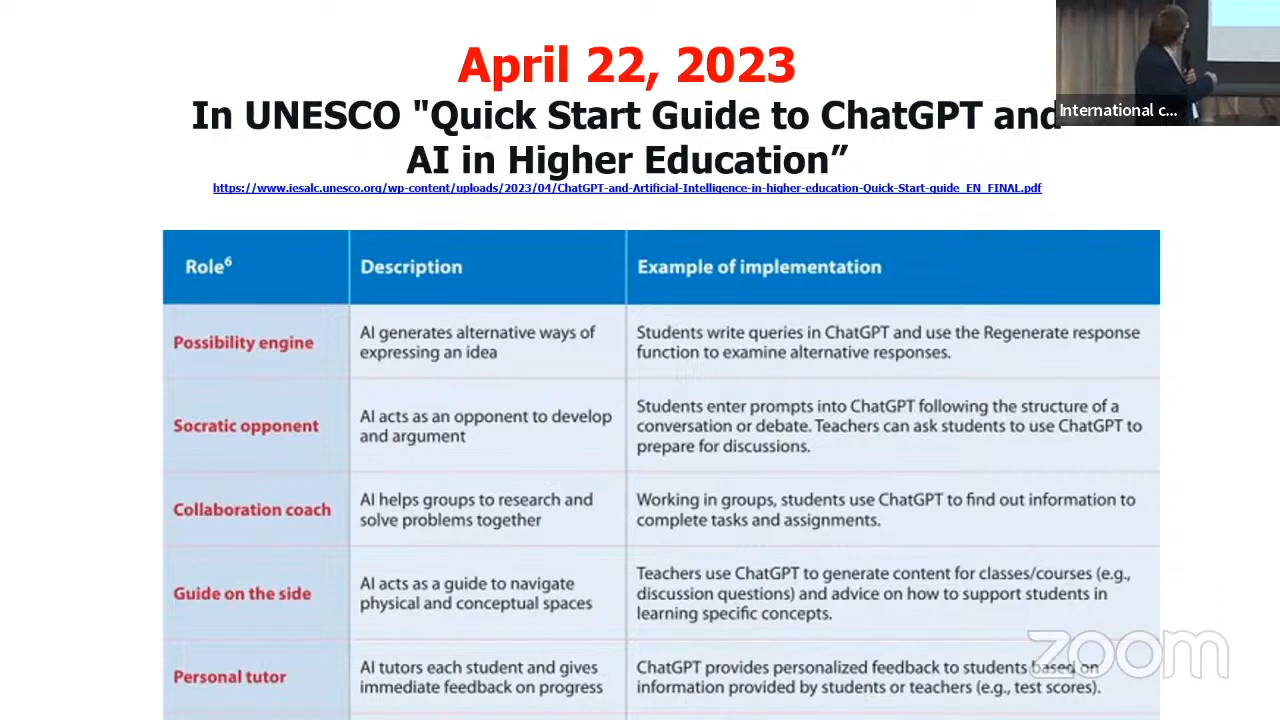 April 22, 2023
In UNESCO "Quick Start Guide to ChatGPT and
AI in Higher Education”
https://www.iesalc.unesco.org/wp-content/uploads/2023/04/ChatGPT-and-Artificial-Intelligence-in-higher-education-Quick-Start-guide_EN_FINAL.pdf
International c...
Role6
Description
Example of implementation
Possibility engine
AI generates alternative ways of
expressing an idea
Students write queries in ChatGPT and use the Regenerate response
function to examine alternative responses.
Socratic opponent
AI acts as an opponent to develop
and argument
Students enter prompts into ChatGPT following the structure of a
conversation or debate. Teachers can ask students to use ChatGPT to
prepare for discussions.
Collaboration coach
AI helps groups to research and
solve problems together
Working in groups, students use ChatGPT to find out information to
complete tasks and assignments.
Guide on the side
AI acts as a guide to navigate
physical and conceptual spaces
Teachers use ChatGPT to generate content for classes/courses (e.g.,
discussion questions) and advice on how to support students in
learning specific concepts.
Personal tutor
AI tutors each student and gives
immediate feedback on progress
ChatGPT provides personalized feedback to students based on
information provided by students or teachers (e.g., test scores).
zoom